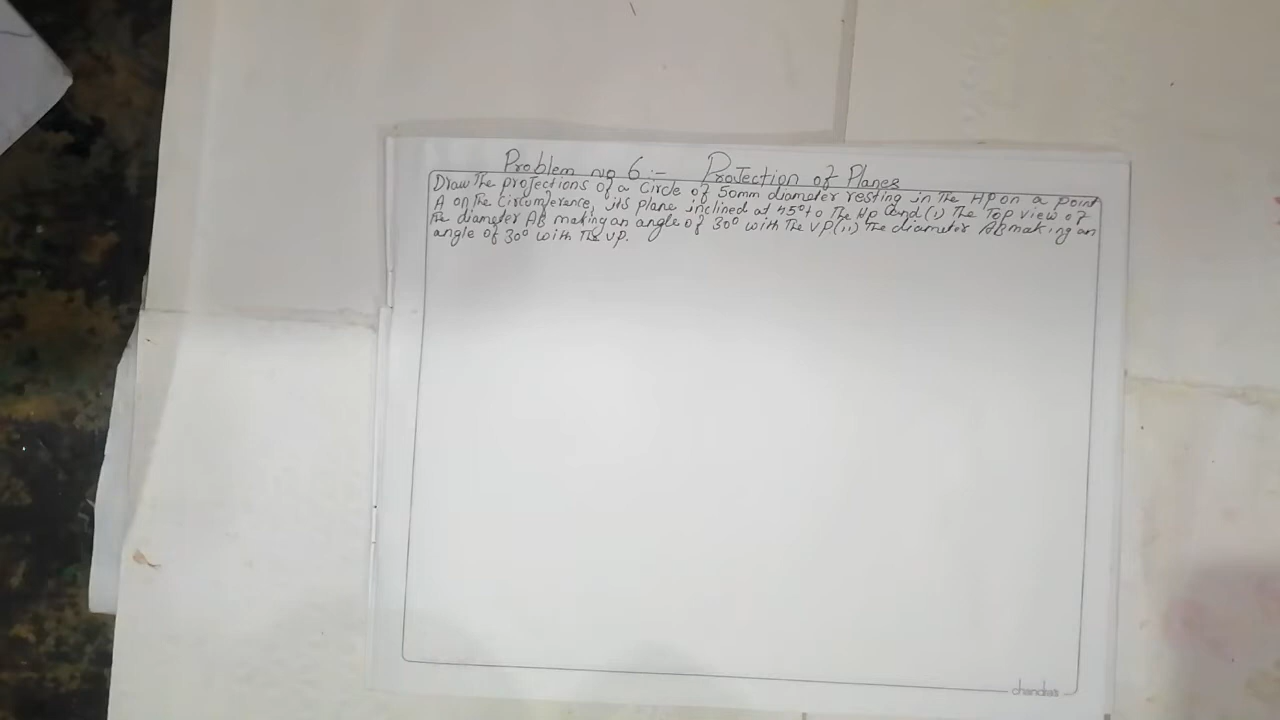 Problem no 6:- Projection of Planes
Draw The projections of a Circle of 50mm diameter resting in The HP on a point
A on The Circumference, its plane inclined at 45° to The Hp and (i) The Top view of
The diameter AB making an angle of 30° with The VP (ii) The diameter AB making an
angle of 30° with The VP.
chandras